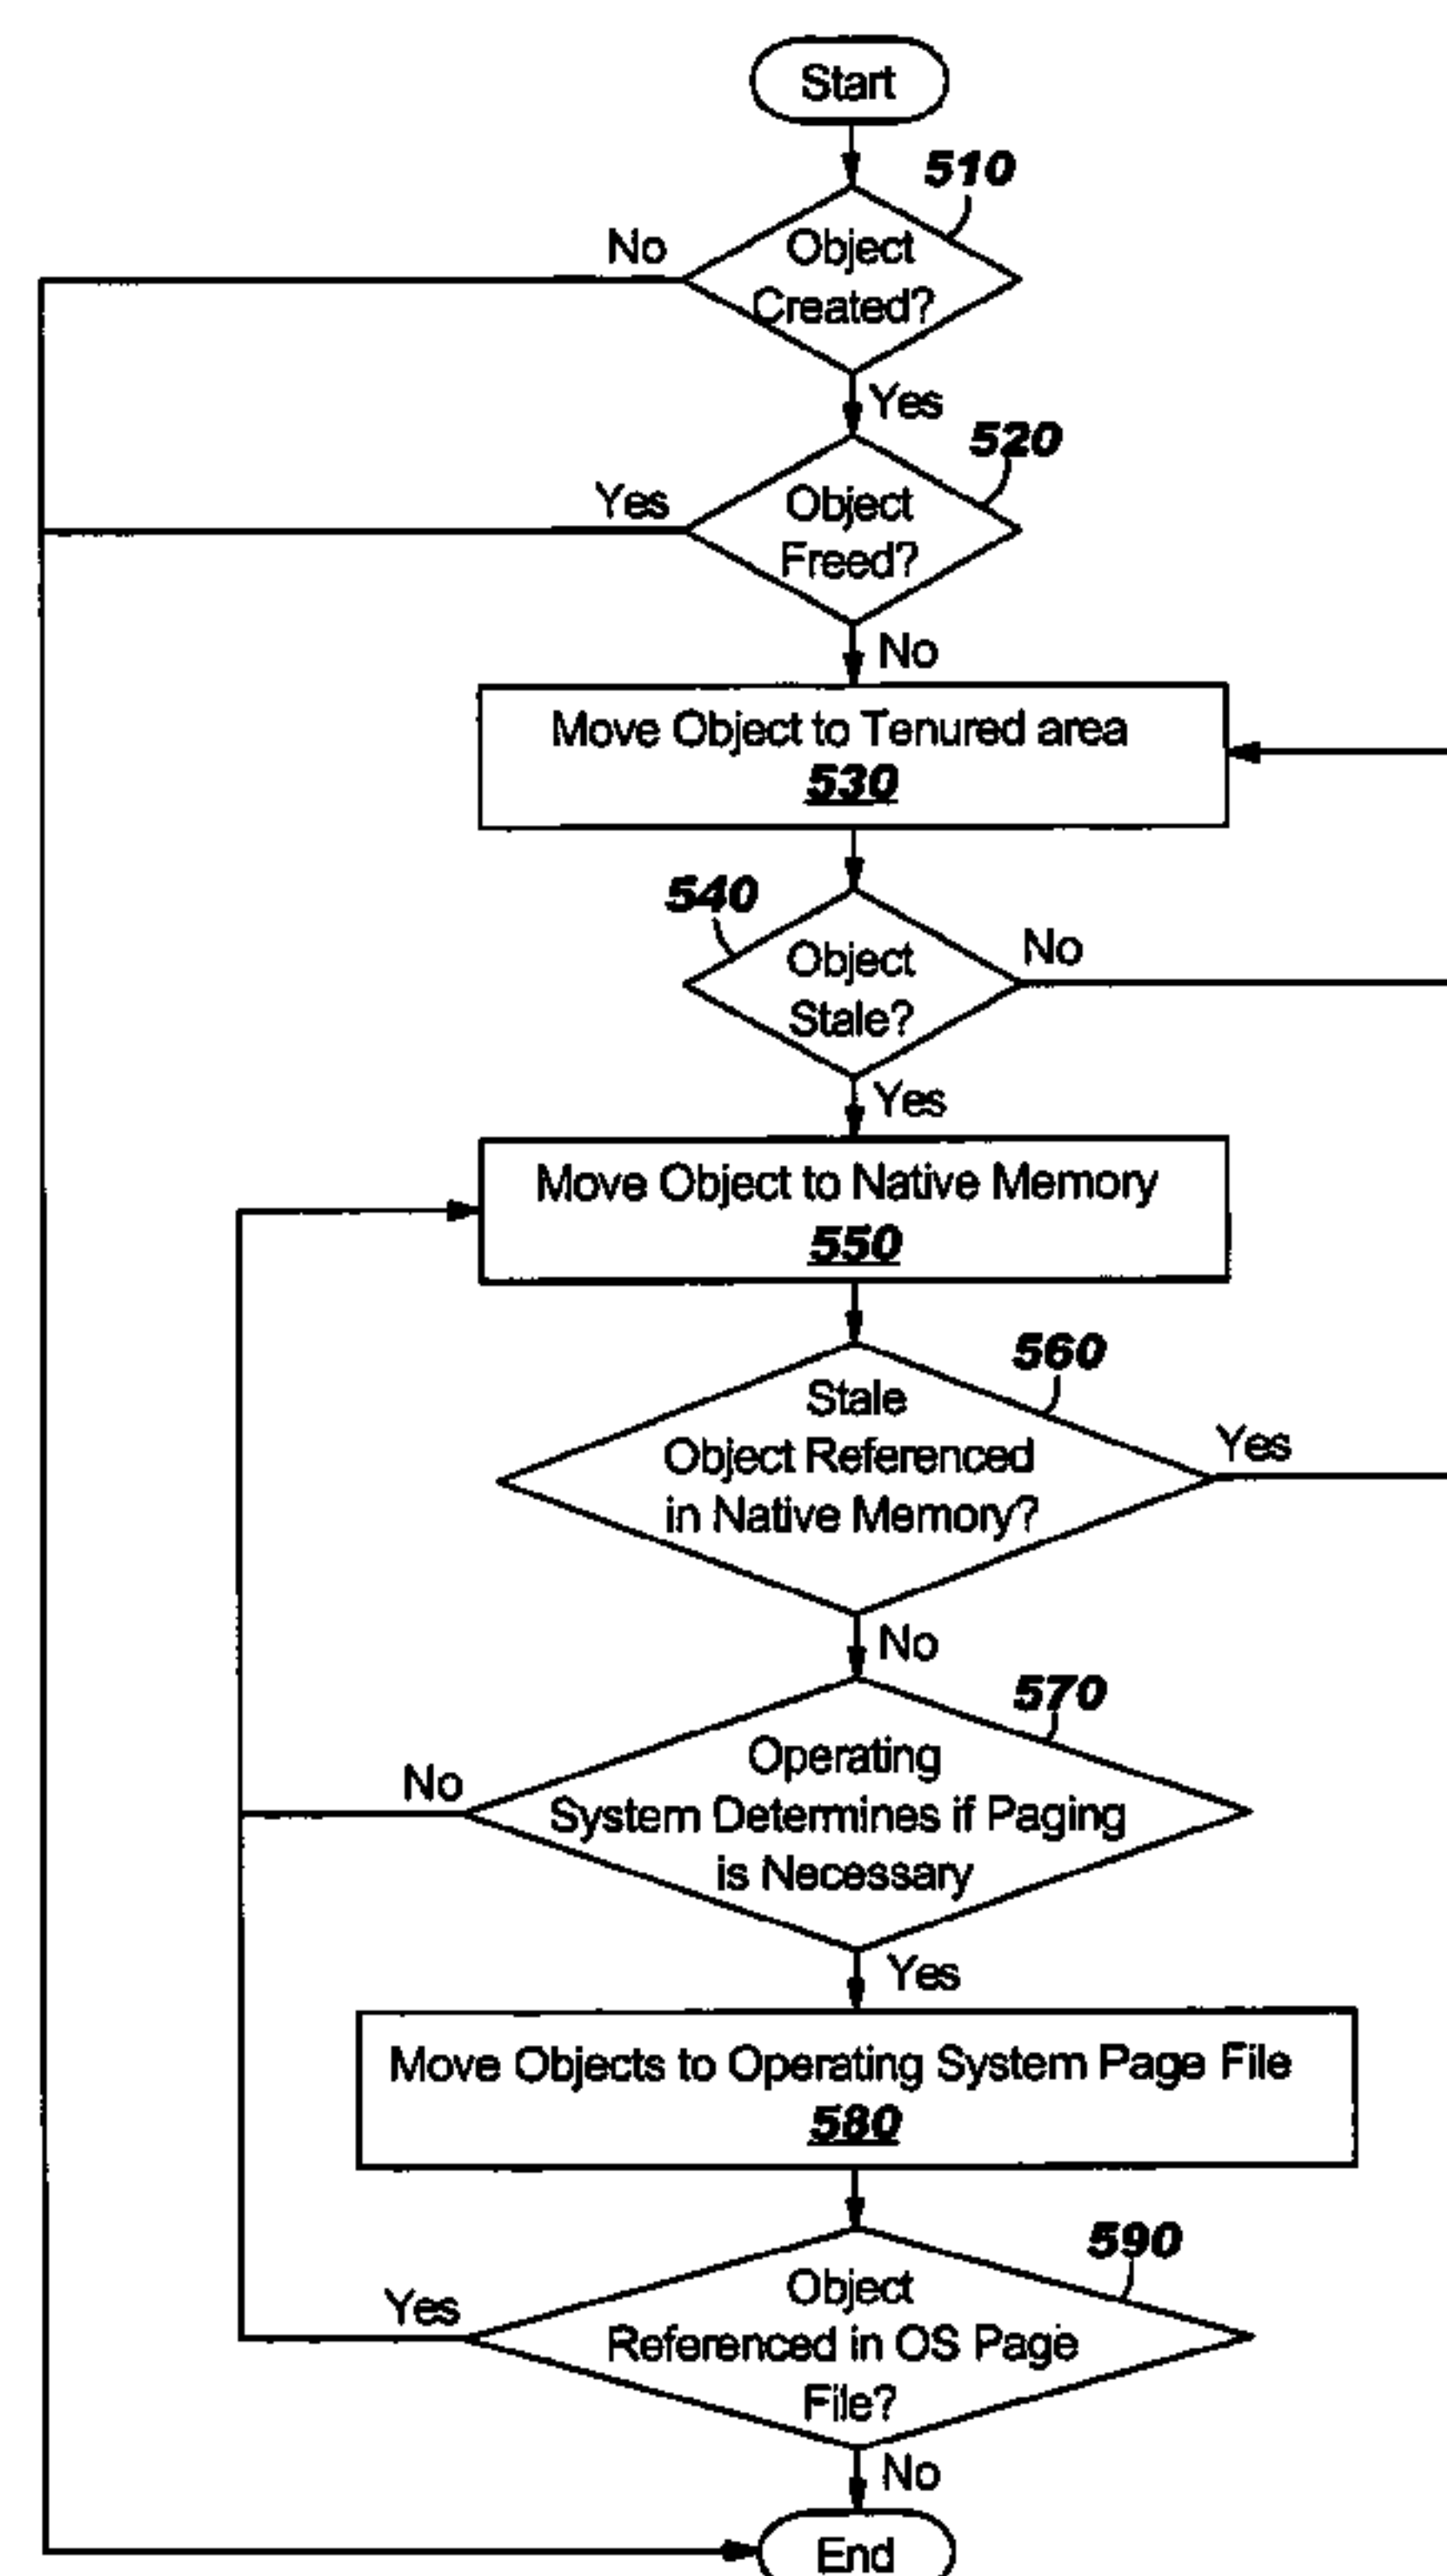 Start
510
No
Object
Created?
Yes
520
Yes
Object
Freed?
No
Move Object to Tenured area
530
540
No
Object
Stale?
Yes
Move Object to Native Memory
550
560
Stale
Yes
Object Referenced
in Native Memory?
No
570
Operating
No
System Determines if Paging
is Necessary
Yes
Move Objects to Operating System Page File
580
590
Object
Yes
Referenced in OS Page
File?
No
End